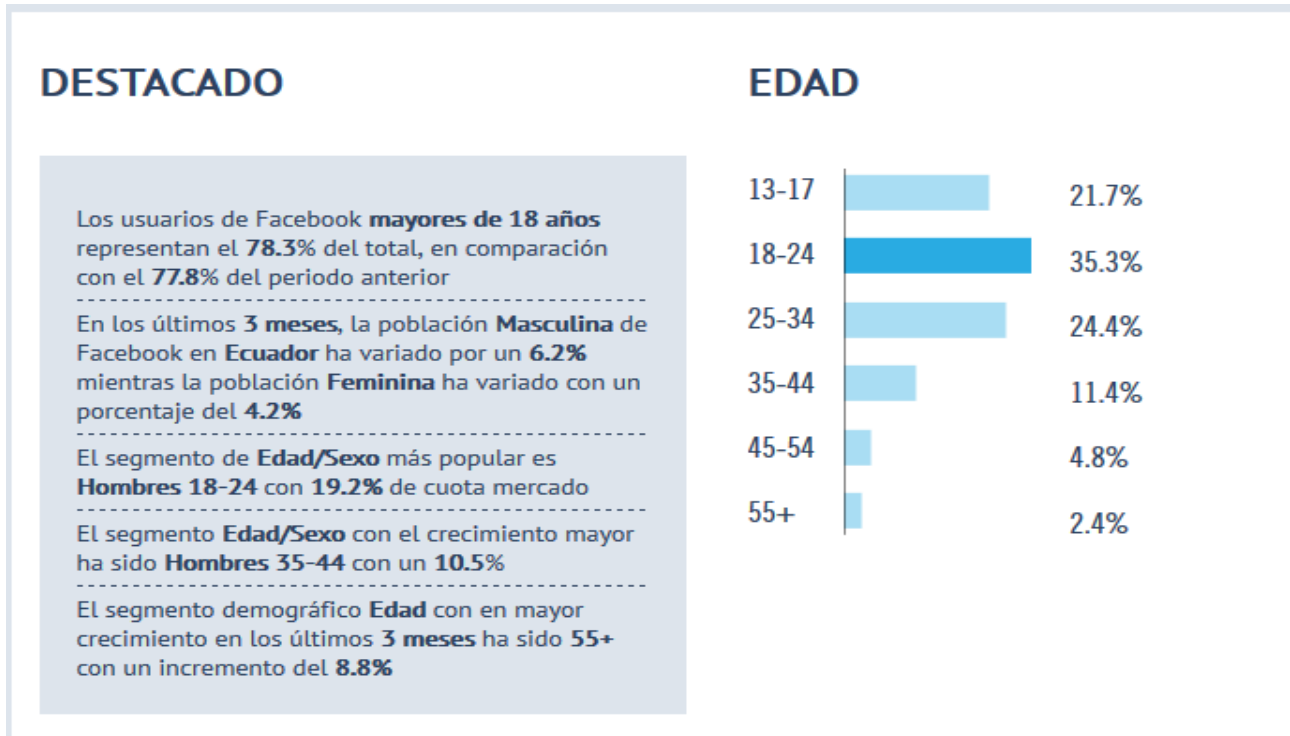 DESTACADO
Los usuarios de Facebook mayores de 18 años
representan el 78.3% del total, en comparación
con el 77.8% del periodo anterior
En los últimos 3 meses, la población Masculina de
Facebook en Ecuador ha variado por un 6.2%
mientras la población Feminina ha variado con un
porcentaje del 4.2%
El segmento de Edad/Sexo más popular es
Hombres 18-24 con 19.2% de cuota mercado
El segmento Edad/Sexo con el crecimiento mayor
ha sido Hombres 35-44 con un 10.5%
El segmento demográfico Edad con en mayor
crecimiento en los últimos 3 meses ha sido 55+
con un incremento del 8.8%
EDAD
13-17 21.7%
18-24 35.3%
25-34 24.4%
35-44 11.4%
45-54 4.8%
55+ 2.4%